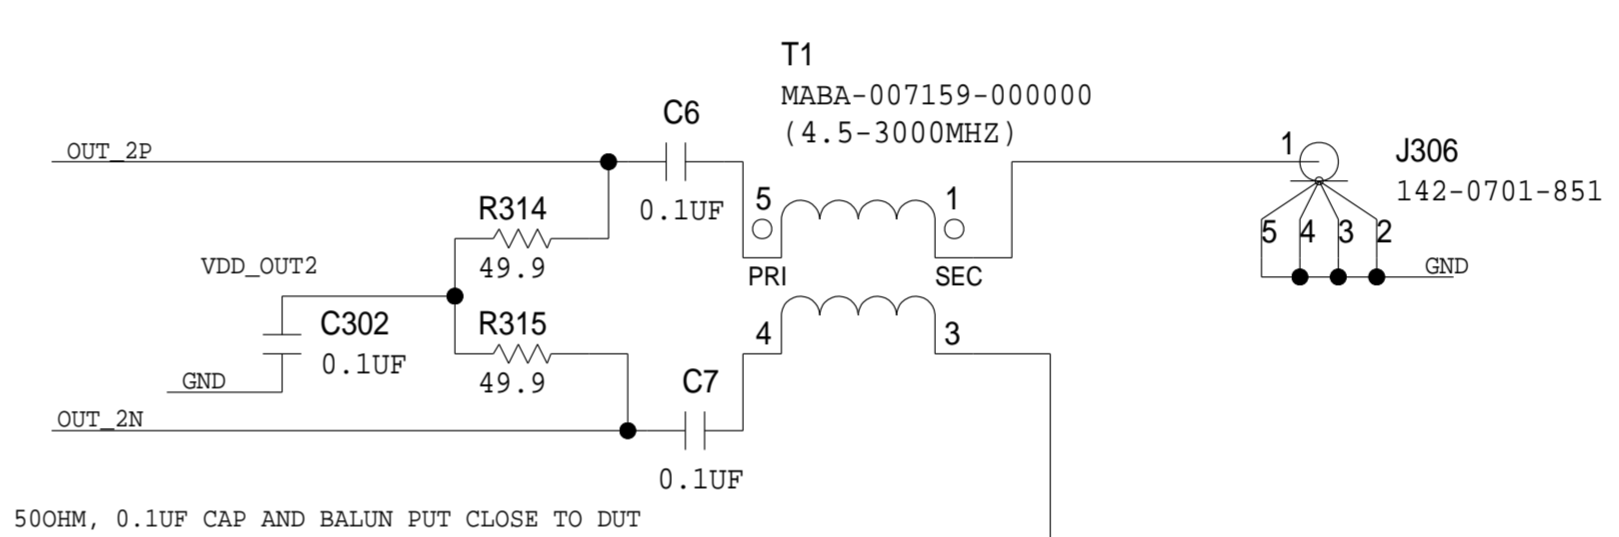 T1
MABA-007159-000000
(4.5-3000MHZ)
C6
0.1UF
OUT_2P
1
J306
142-0701-851
R314
49.9
5
1
PRI
SEC
5
4
3
2
GND
VDD_OUT2
C302
0.1UF
R315
49.9
4
3
GND
C7
0.1UF
OUT_2N
50OHM, 0.1UF CAP AND BALUN PUT CLOSE TO DUT